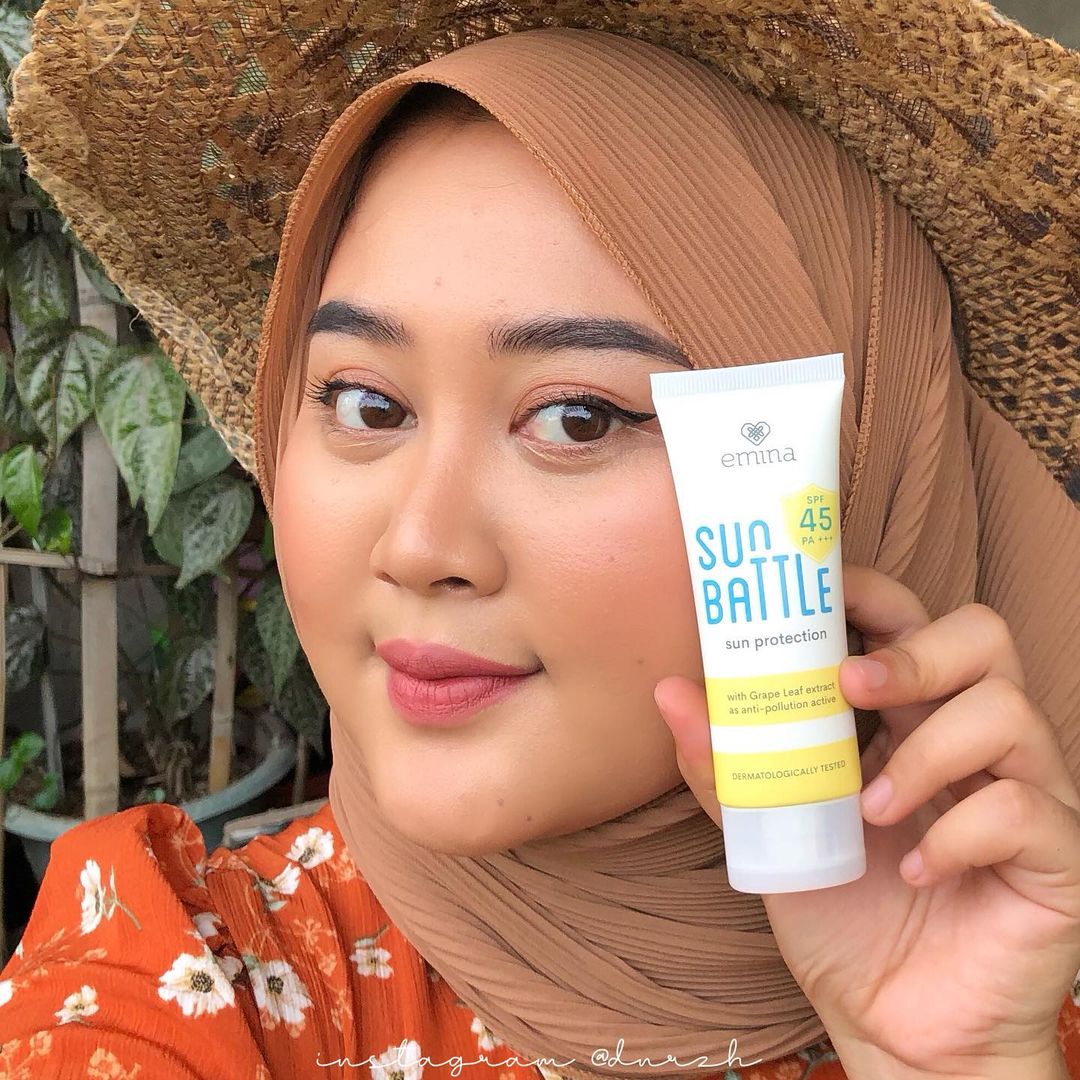 emina
SPF
45
PA +++
SUN
BATTLE
sun protection
with Grape Leaf extract
as anti-pollution active
DERMATOLOGICALLY TESTED
instagram @dnrzh